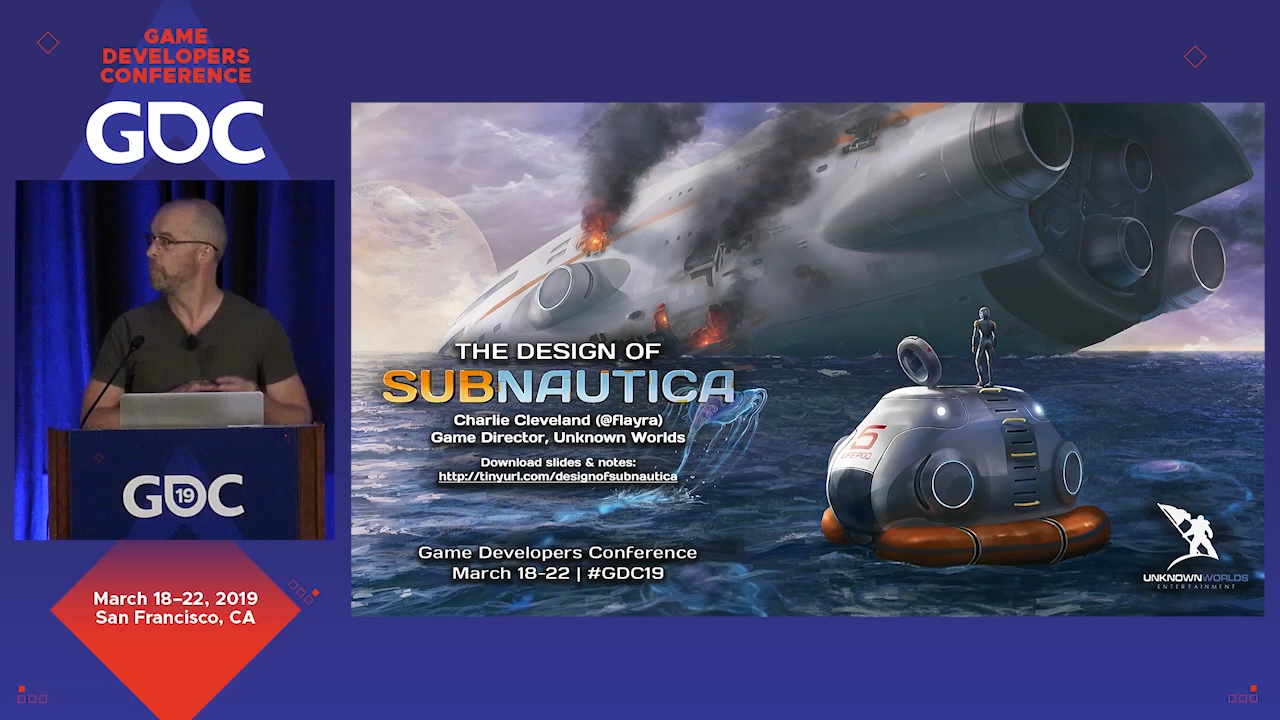 GAME
DEVELOPERS
CONFERENCE
GDC
GDC
19
March 18–22, 2019
San Francisco, CA
THE DESIGN OF
SUBNAUTICA
Charlie Cleveland (@Flayra)
Game Director, Unknown Worlds
Download slides & notes:
http://tinyurl.com/designofsubnautica
Game Developers Conference
March 18-22 | #GDC19
5
LIFEPOD
UNKNOWNWORLDS
ENTERTAINMENT